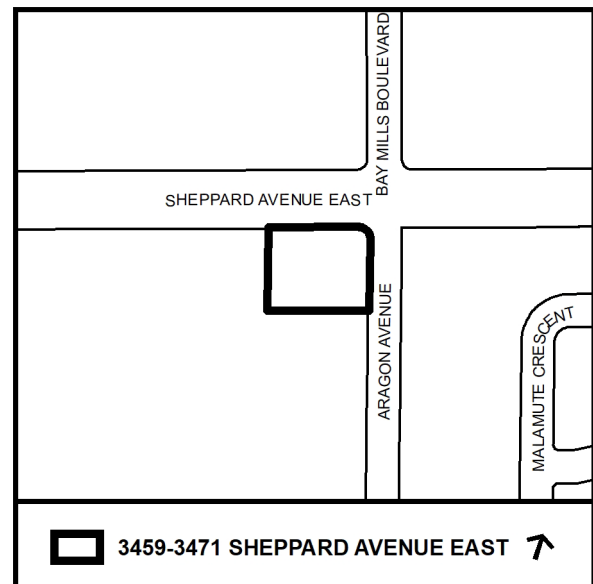 BAY MILLS BOULEVARD
SHEPPARD AVENUE EAST
ARAGON AVENUE
MALAMUTE CRESCENT
3459-3471 SHEPPARD AVENUE EAST